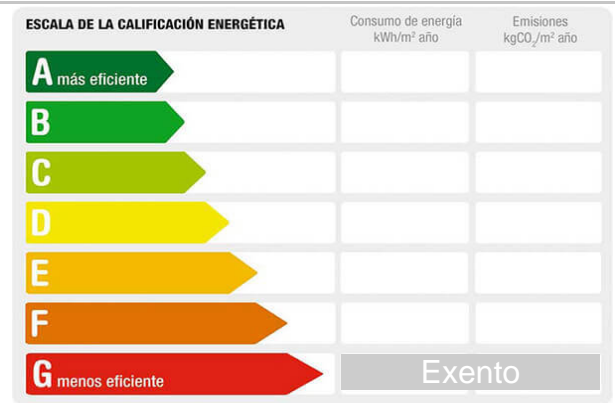 ESCALA DE LA CALIFICACIÓN ENERGÉTICA
Consumo de energía
kWh/m² año
Emisiones
kgCO₂/m² año
A más eficiente
B
C
D
E
F
G menos eficiente
Exento